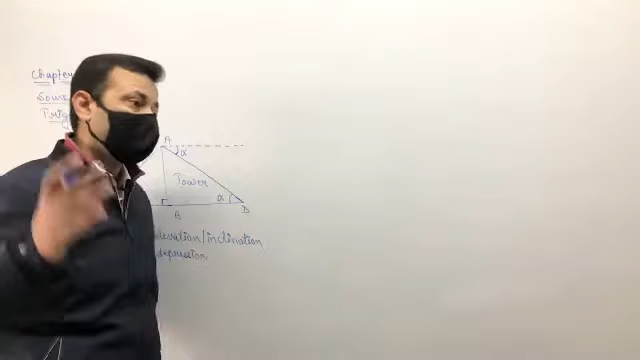 Chapter
Some
Trig
A
α
Tower
α
B
D
elevation/inclination
depression